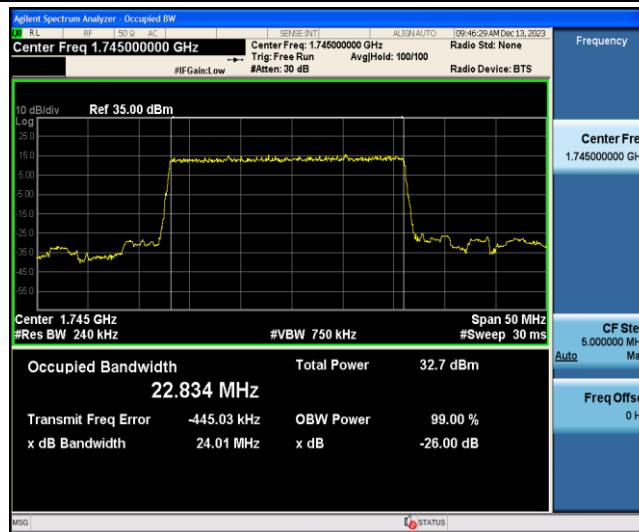 Agilent Spectrum Analyzer - Occupied BW
RL RF 50 Ω AC SENSE:INT ALIGNAUTO 09:46:29 AM Dec 13, 2023
Center Freq 1.745000000 GHz Center Freq: 1.745000000 GHz Radio Std: None Frequency
Trig: Free Run Avg|Hold: 100/100
#IFGain:Low #Atten: 30 dB Radio Device: BTS
10 dB/div Ref 35.00 dBm
Log
25.0
15.0
5.00
-5.00
-15.0
-25.0
-35.0
-45.0
-55.0
Center Fre
1.745000000 GH
Center 1.745 GHz Span 50 MHz
#Res BW 240 kHz #VBW 750 kHz #Sweep 30 ms
CF Ste
5.000000 MH
Auto Ma
Occupied Bandwidth Total Power 32.7 dBm
22.834 MHz
Transmit Freq Error -445.03 kHz OBW Power 99.00 %
x dB Bandwidth 24.01 MHz x dB -26.00 dB
Freq Offse
0 H
MSG STATUS